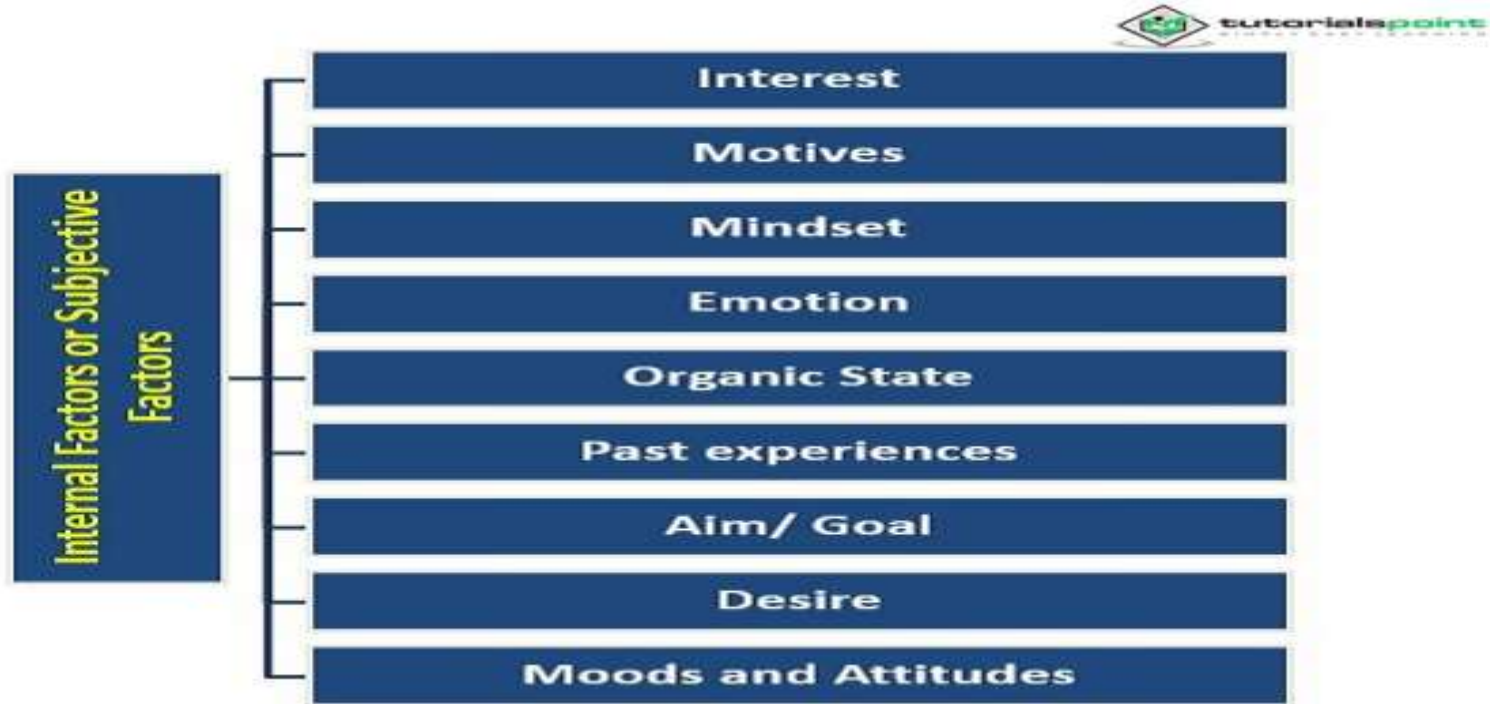 tutorialspoint
Interest
Motives
Mindset
Emotion
Organic State
Past experiences
Aim/ Goal
Desire
Moods and Attitudes
Internal Factors or Subjective
Factors